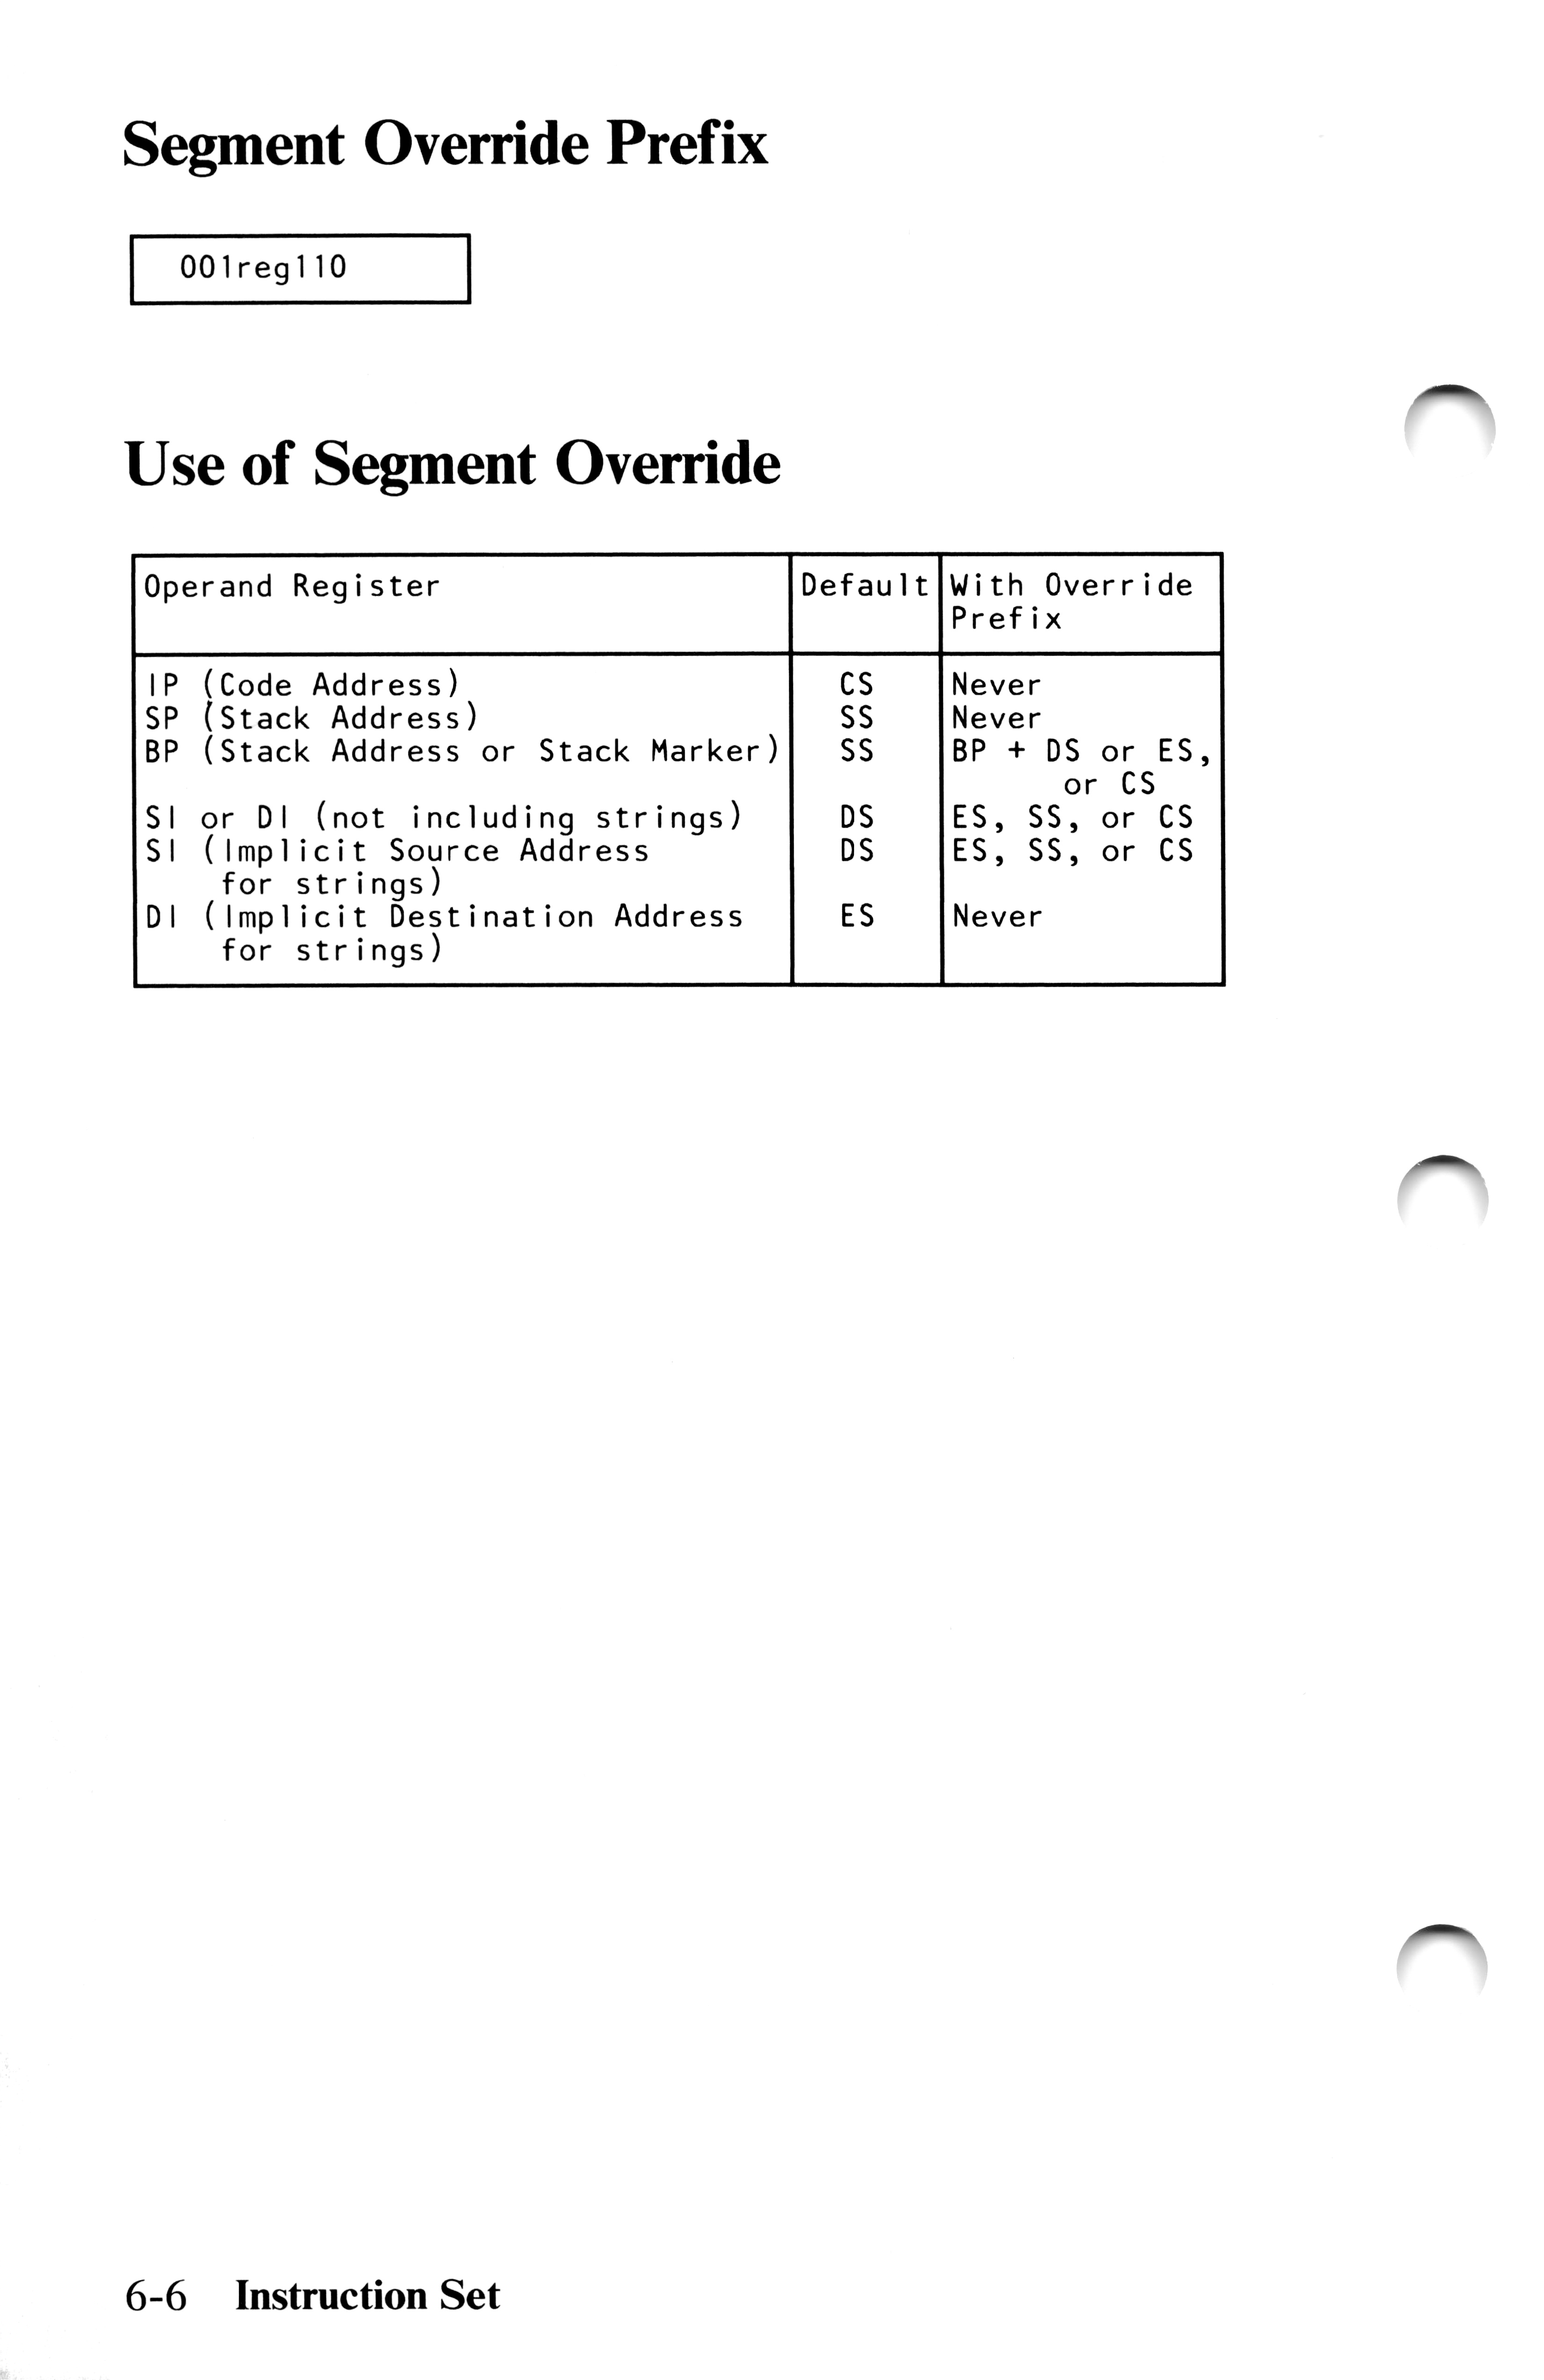 Segment Override Prefix
001reg110
Use of Segment Override
Operand Register Default With Override
Prefix
IP (Code Address) CS Never
SP (Stack Address) SS Never
BP (Stack Address or Stack Marker) SS BP + DS or ES,
or CS
SI or DI (not including strings) DS ES, SS, or CS
SI (Implicit Source Address DS ES, SS, or CS
for strings)
DI (Implicit Destination Address ES Never
for strings)
6-6 Instruction Set